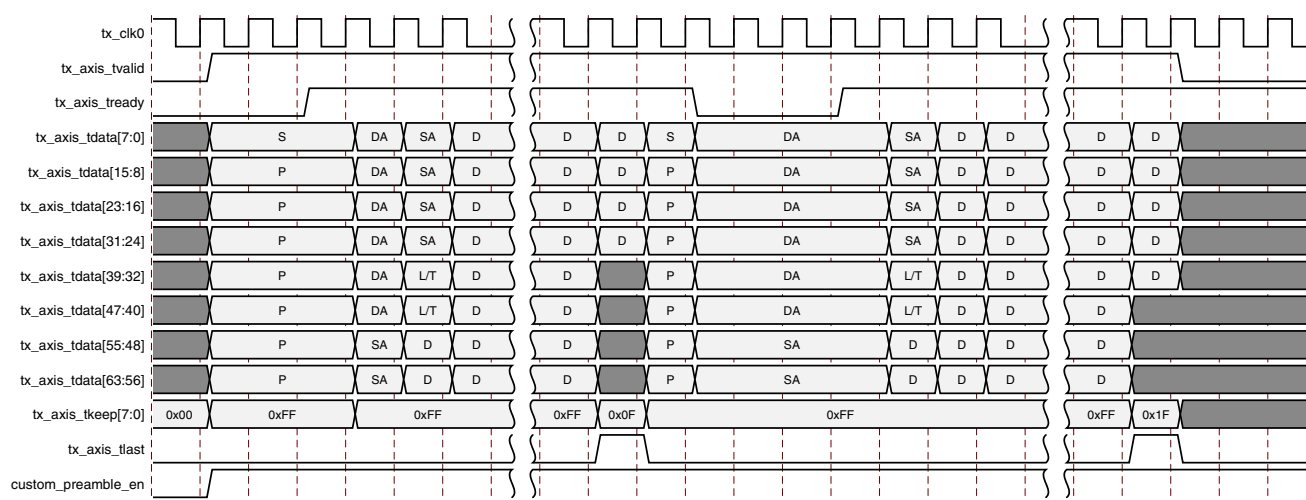 tx_clk0
tx_axis_tvalid
tx_axis_tready
tx_axis_tdata[7:0] S DA SA D D D S DA SA D D D D
tx_axis_tdata[15:8] P DA SA D D D P DA SA D D D D
tx_axis_tdata[23:16] P DA SA D D D P DA SA D D D D
tx_axis_tdata[31:24] P DA SA D D D P DA SA D D D D
tx_axis_tdata[39:32] P DA L/T D D P DA L/T D D D D
tx_axis_tdata[47:40] P DA L/T D D P DA L/T D D D
tx_axis_tdata[55:48] P SA D D D P SA D D D D
tx_axis_tdata[63:56] P SA D D D P SA D D D D
tx_axis_tkeep[7:0] 0x00 0xFF 0xFF 0xFF 0x0F 0xFF 0xFF 0x1F
tx_axis_tlast
custom_preamble_en